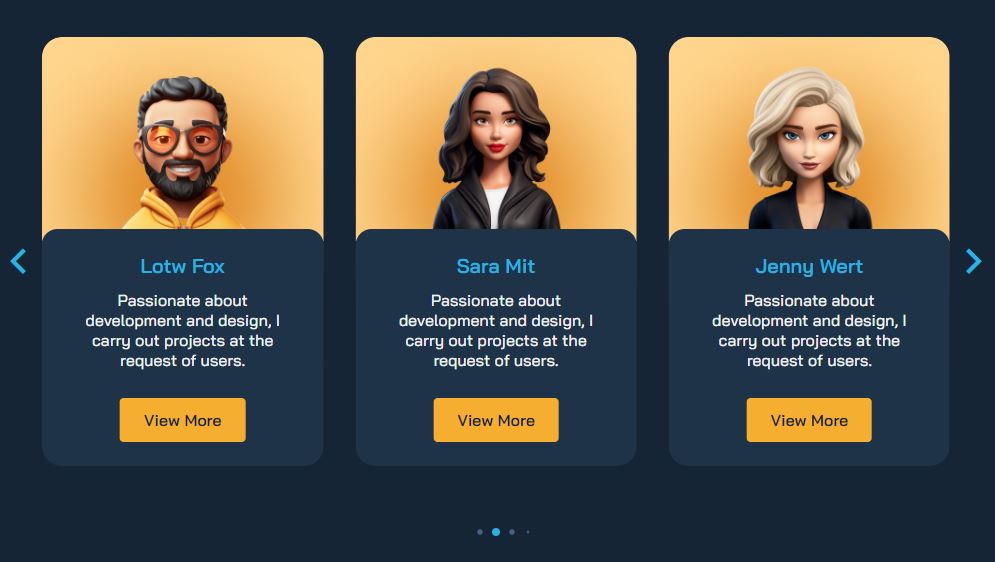 Lotw Fox
Passionate about
development and design, I
carry out projects at the
request of users.
View More
Sara Mit
Passionate about
development and design, I
carry out projects at the
request of users.
View More
Jenny Wert
Passionate about
development and design, I
carry out projects at the
request of users.
View More